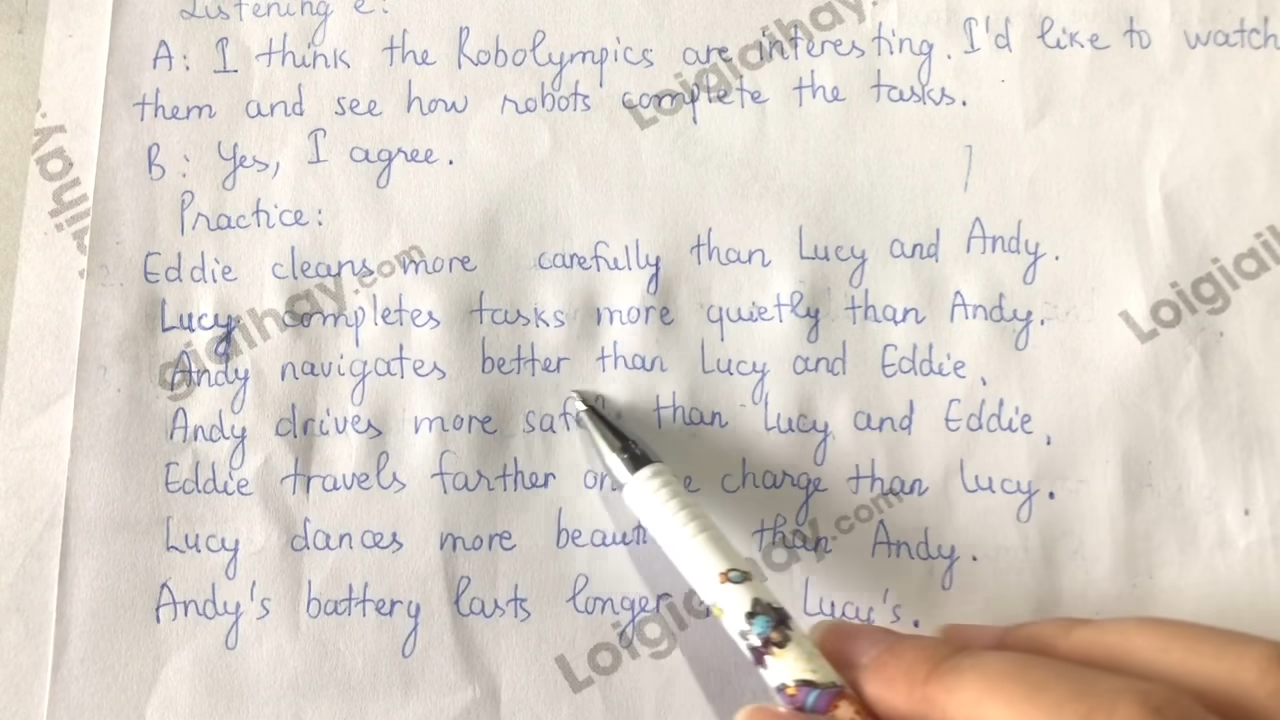 Listening e:
A: I think the Robolympics are interesting. I'd like to watch
them and see how robots complete the tasks.
B: Yes, I agree.
Practice:
Eddie cleans more carefully than Lucy and Andy.
Lucy completes tasks more quietly than Andy.
Andy navigates better than Lucy and Eddie.
Andy drives more than Lucy and Eddie.
Eddie travels farther charge than Lucy.
Lucy dances more than Andy.
Andy's battery lasts longer Lucy's.
Loigiaihay.com